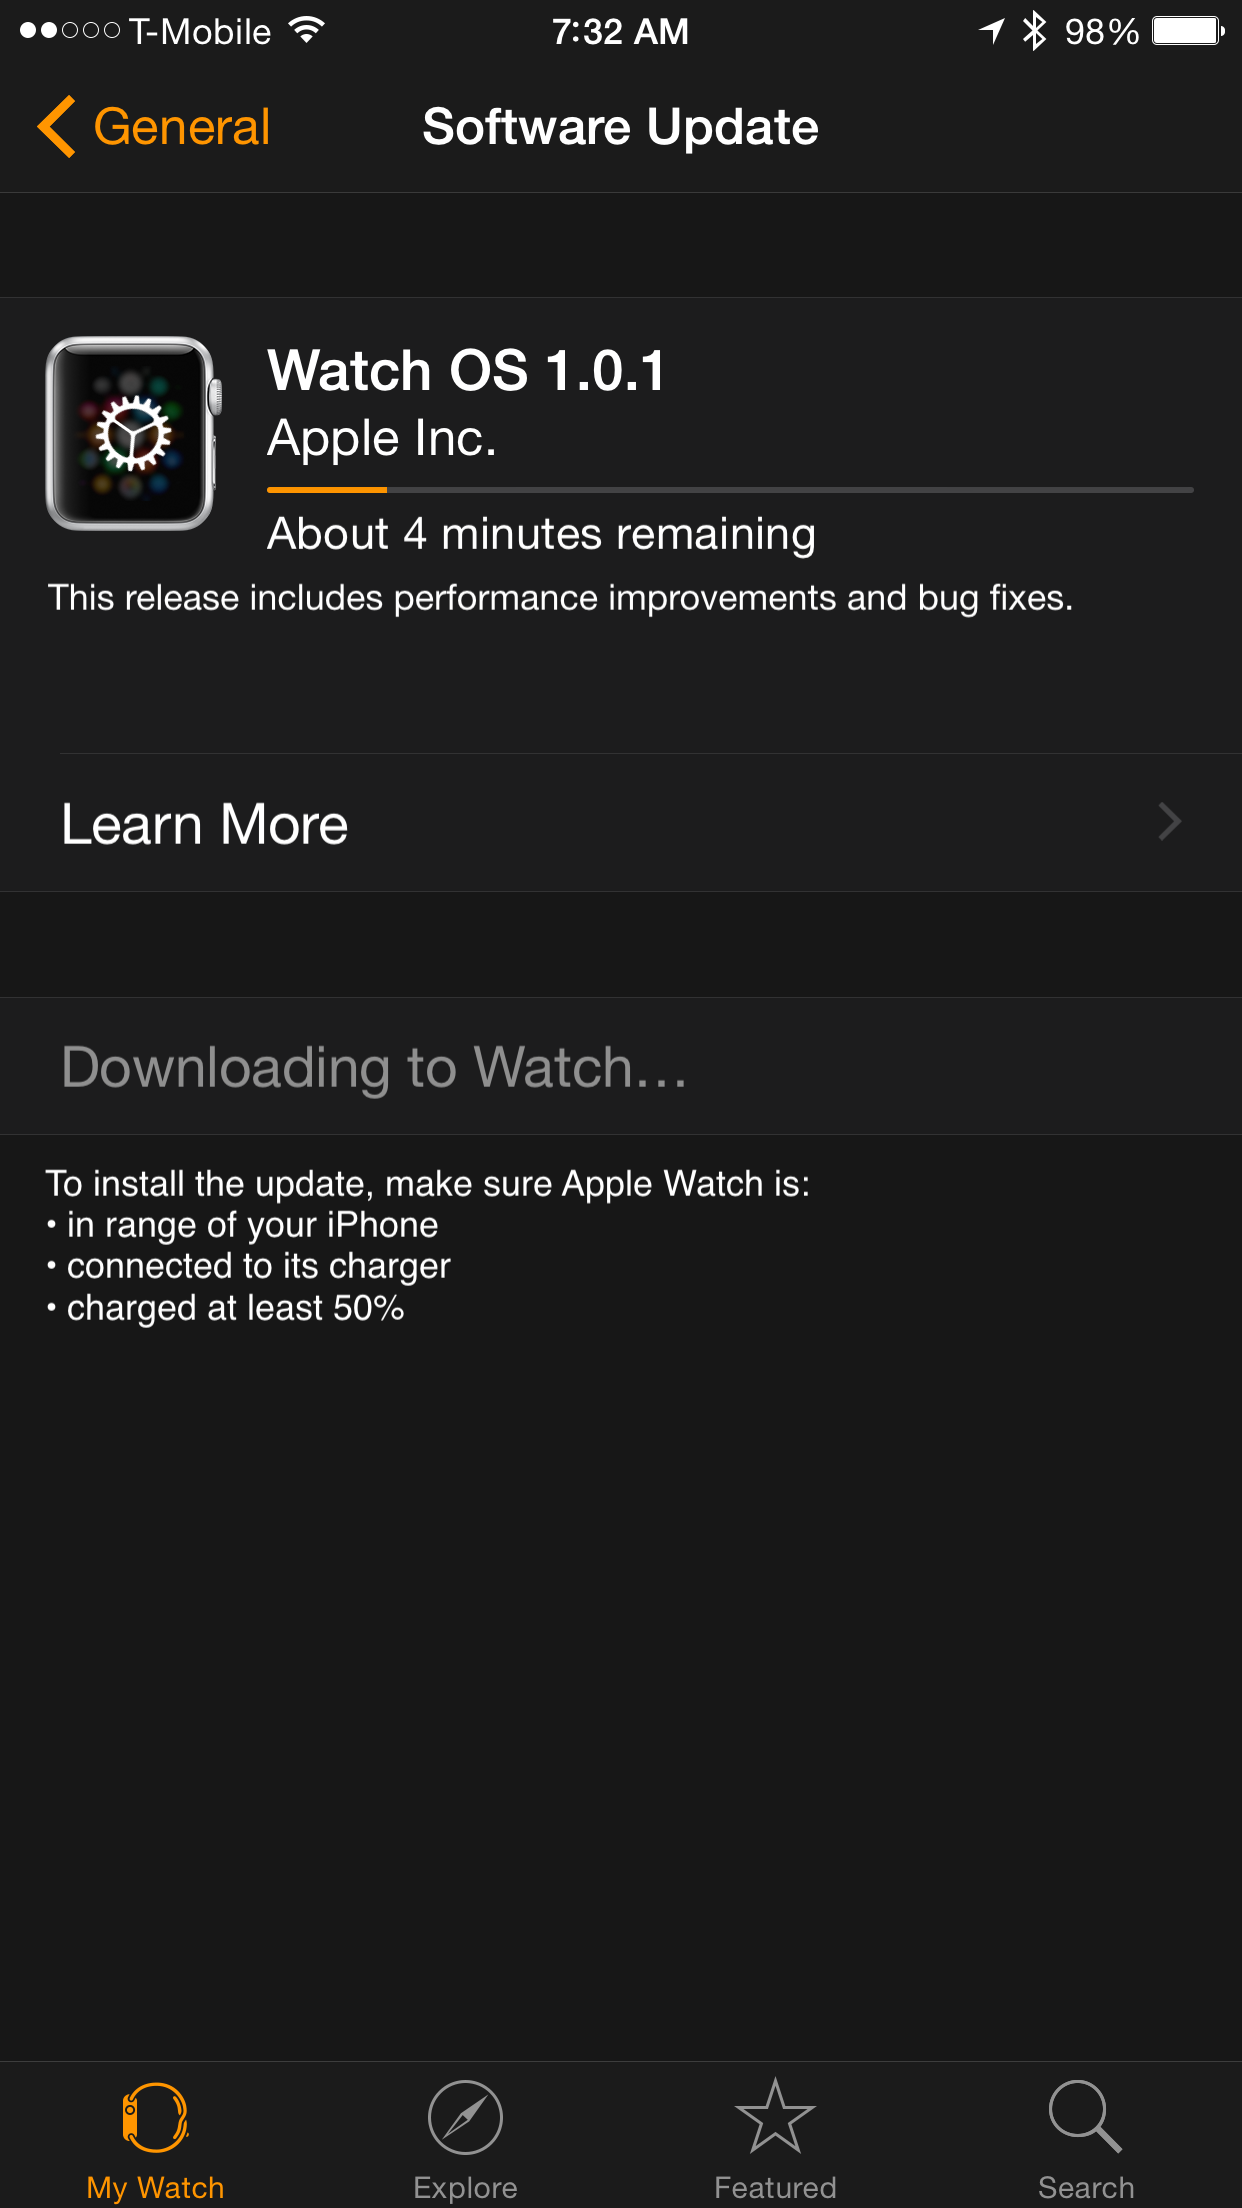 T-Mobile 7:32 AM 98%
General Software Update
Watch OS 1.0.1
Apple Inc.
About 4 minutes remaining
This release includes performance improvements and bug fixes.
Learn More
Downloading to Watch...
To install the update, make sure Apple Watch is:
• in range of your iPhone
• connected to its charger
• charged at least 50%
My Watch Explore Featured Search